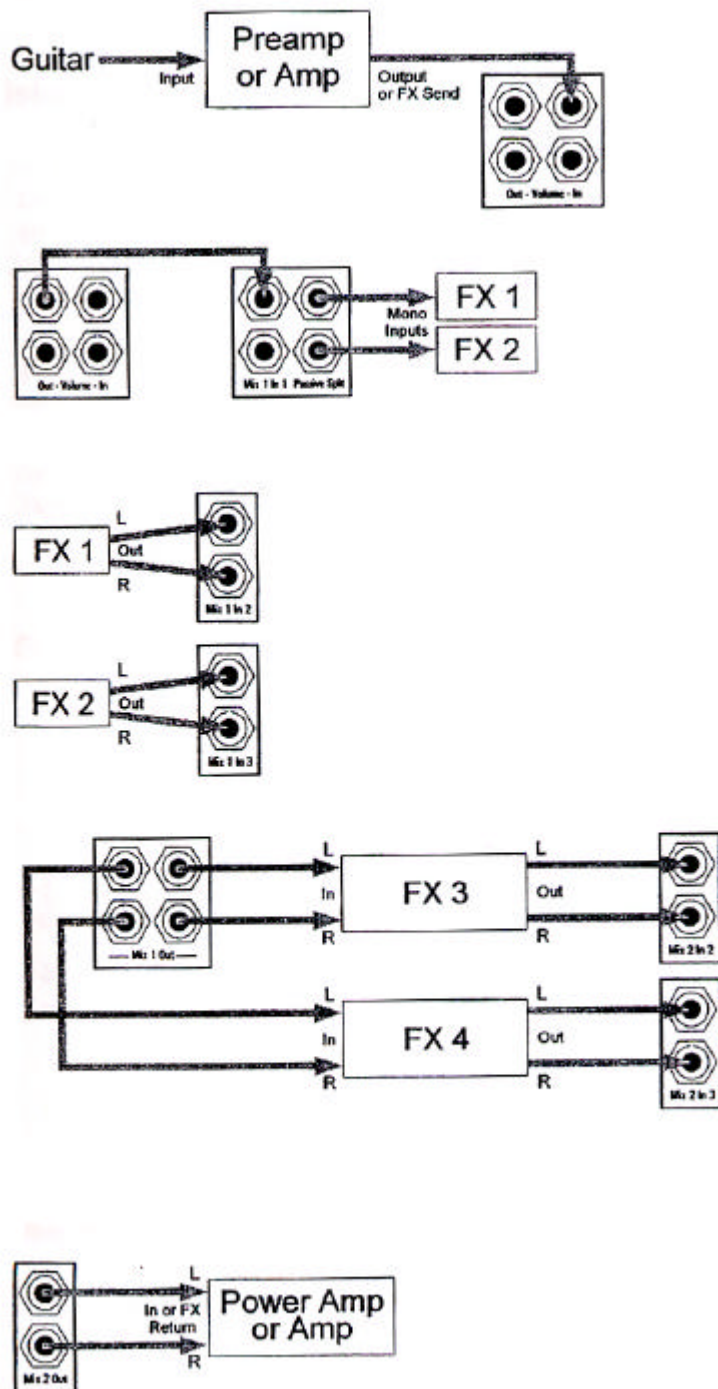 Guitar
Input
Preamp
or Amp
Output
or FX Send
Out - Volume - In
Out - Volume - In
Mix 1 In 1 Passive Split
Mono
Inputs
FX 1
FX 2
FX 1
L
Out
R
Mix 1 In 2
FX 2
L
Out
R
Mix 1 In 3
Mix 1 Out
L
In
R
FX 3
L
Out
R
Mix 2 In 2
L
In
R
FX 4
L
Out
R
Mix 2 In 3
Mix 2 Out
L
In or FX
Return
R
Power Amp
or Amp